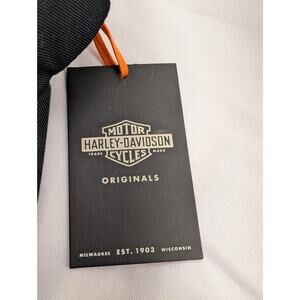 MOTOR
HARLEY-DAVIDSON
TRADE MARK
CYCLES
ORIGINALS
MILWAUKEE EST. 1903 WISCONSIN